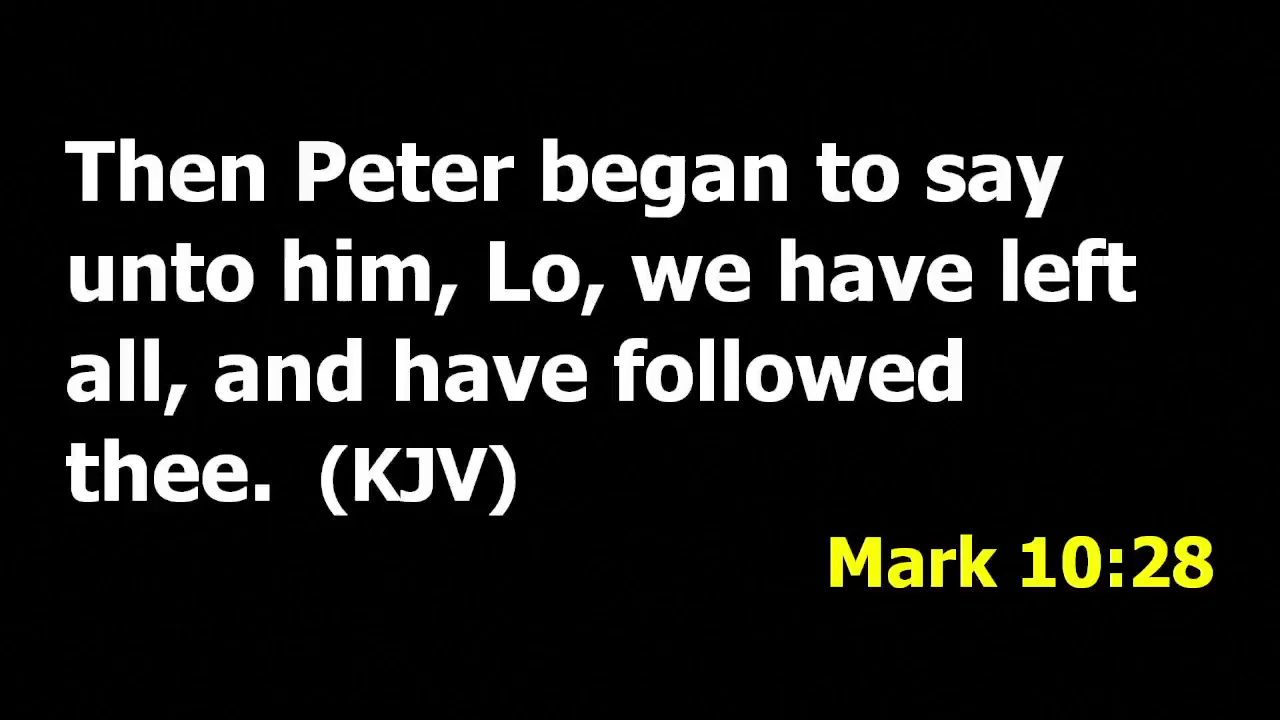 Then Peter began to say
unto him, Lo, we have left
all, and have followed
thee.  (KJV)
Mark 10:28